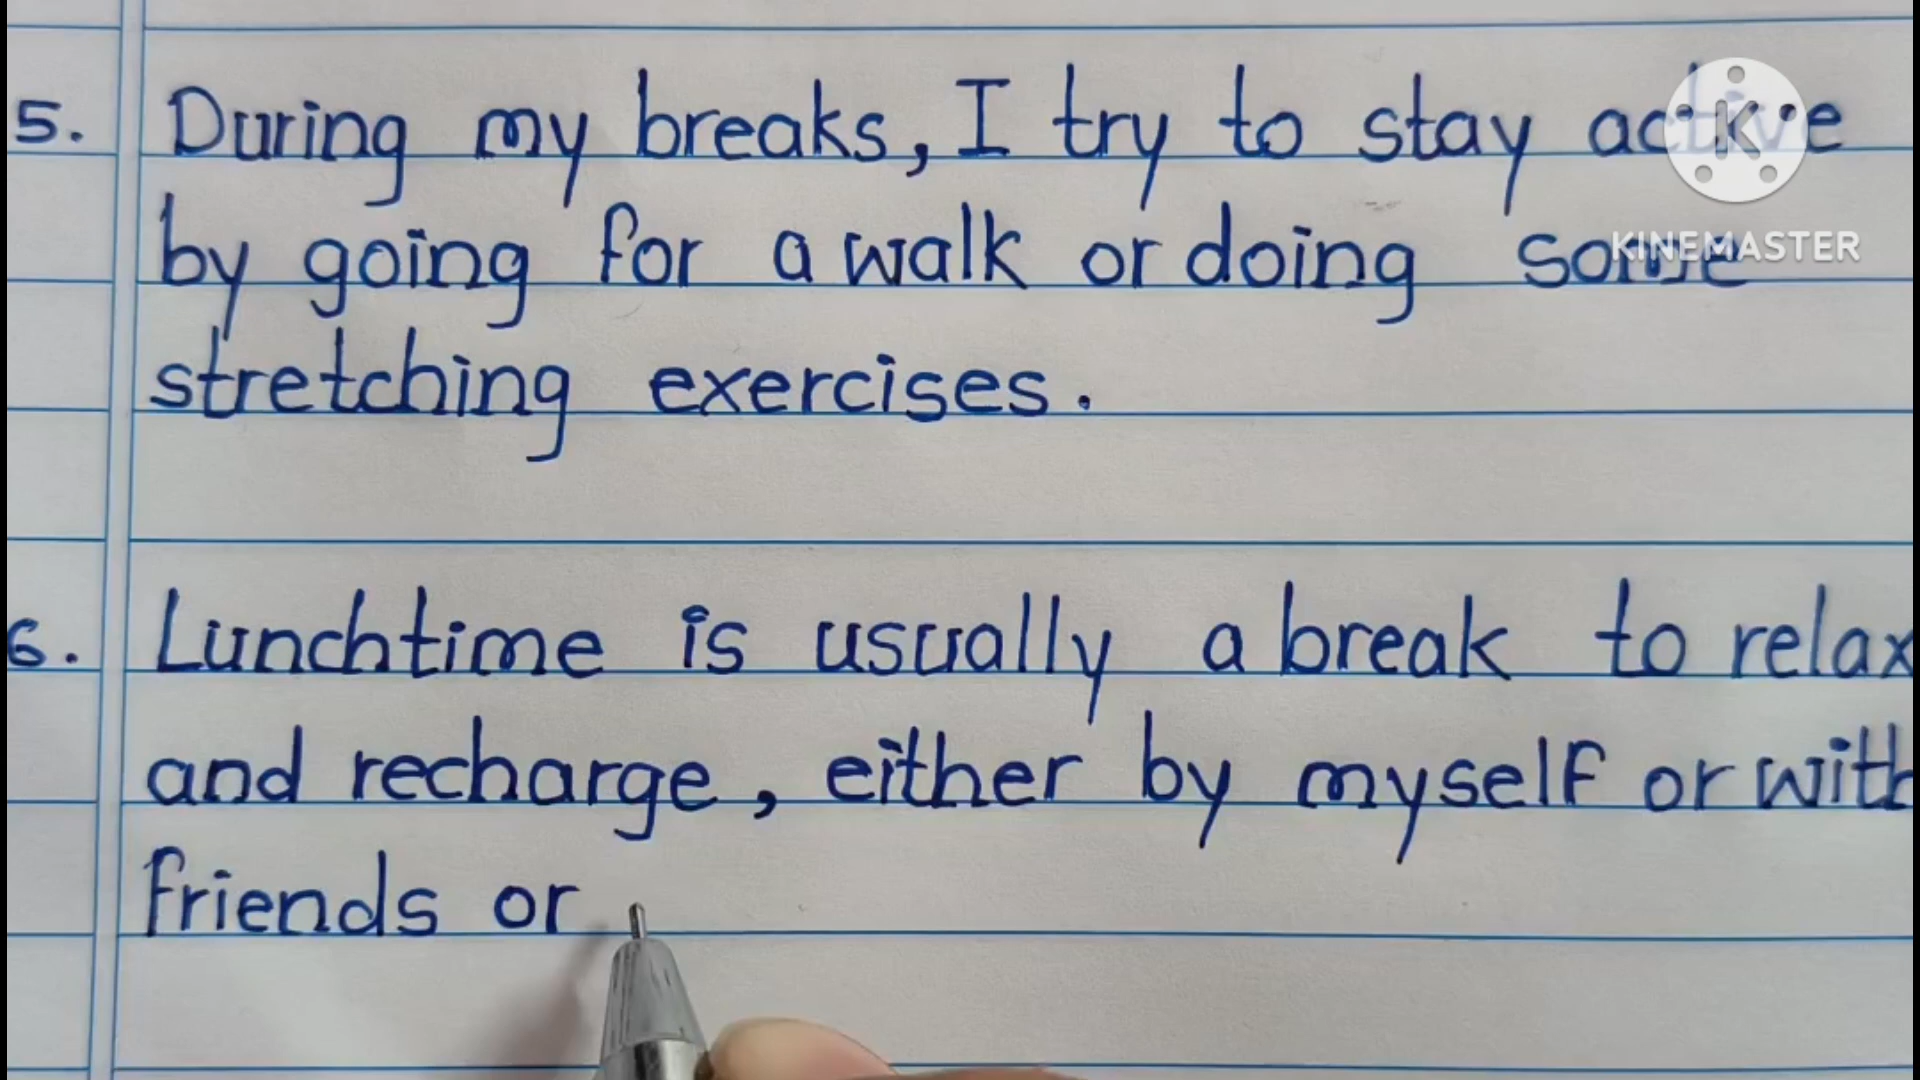 5. During my breaks, I try to stay active
by going for a walk or doing some
stretching exercises.
6. Lunchtime is usually a break to relax
and recharge, either by myself or with
friends or
K
KINEMASTER